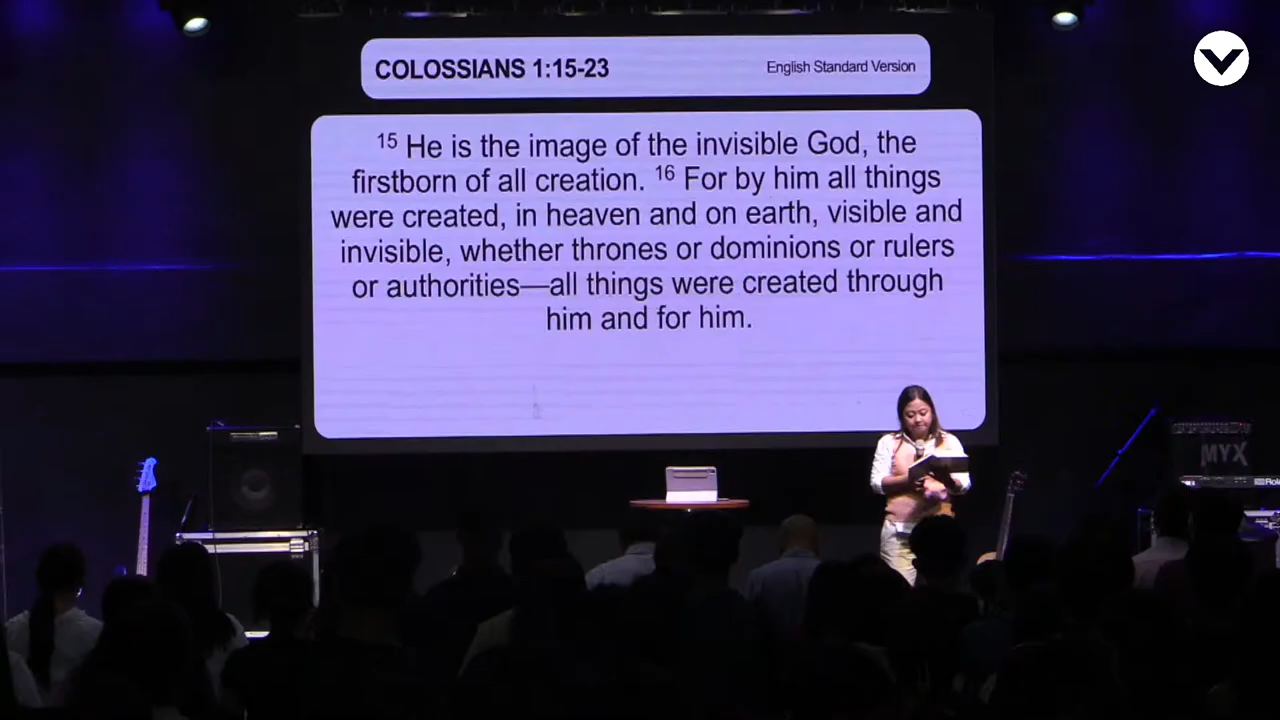 COLOSSIANS 1:15-23
English Standard Version
15 He is the image of the invisible God, the
firstborn of all creation. 16 For by him all things
were created, in heaven and on earth, visible and
invisible, whether thrones or dominions or rulers
or authorities—all things were created through
him and for him.
MYX
Roland